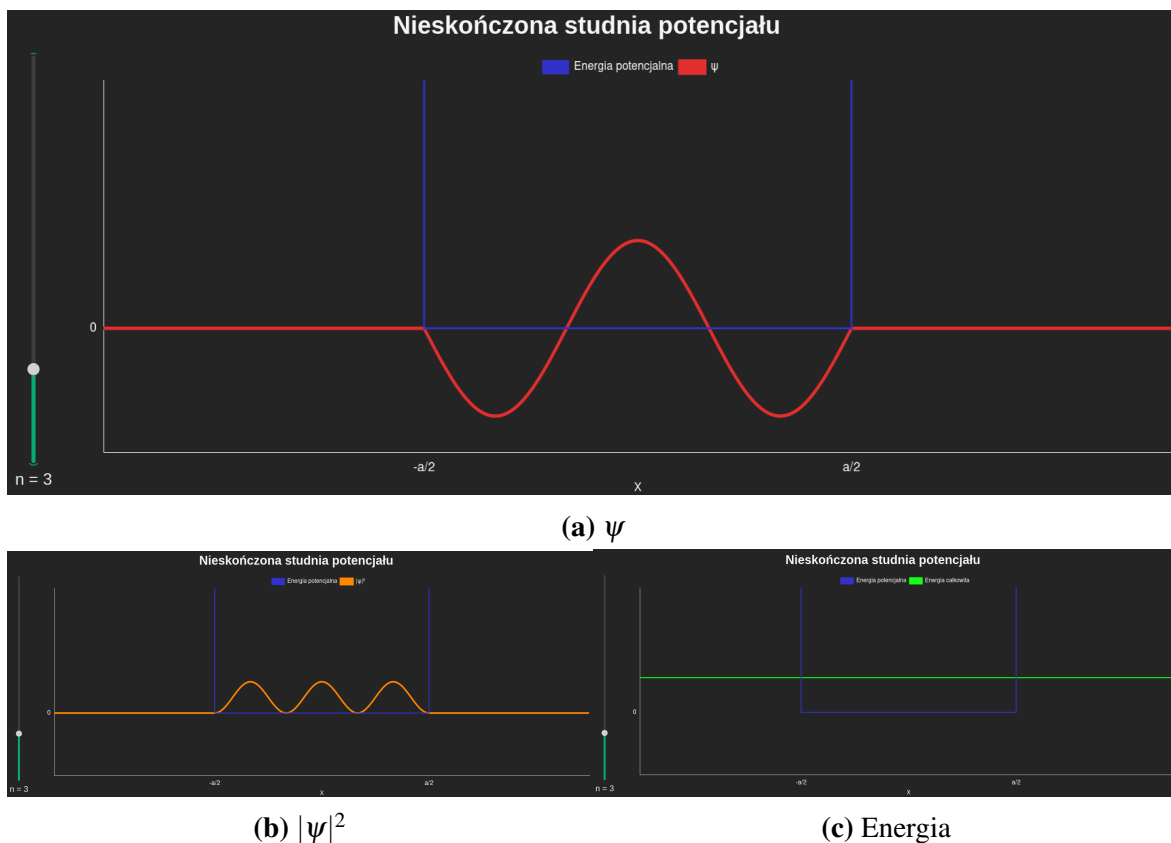 Nieskończona studnia potencjału
Energia potencjalna ψ
0
-a/2 a/2
n = 3
x
(a) ψ
Nieskończona studnia potencjału
Energia potencjalna |ψ|²
0
-a/2 a/2
n = 3
x
Nieskończona studnia potencjału
Energia potencjalna Energia całkowita
0
-a/2 a/2
n = 3
x
(b) |ψ|²
(c) Energia